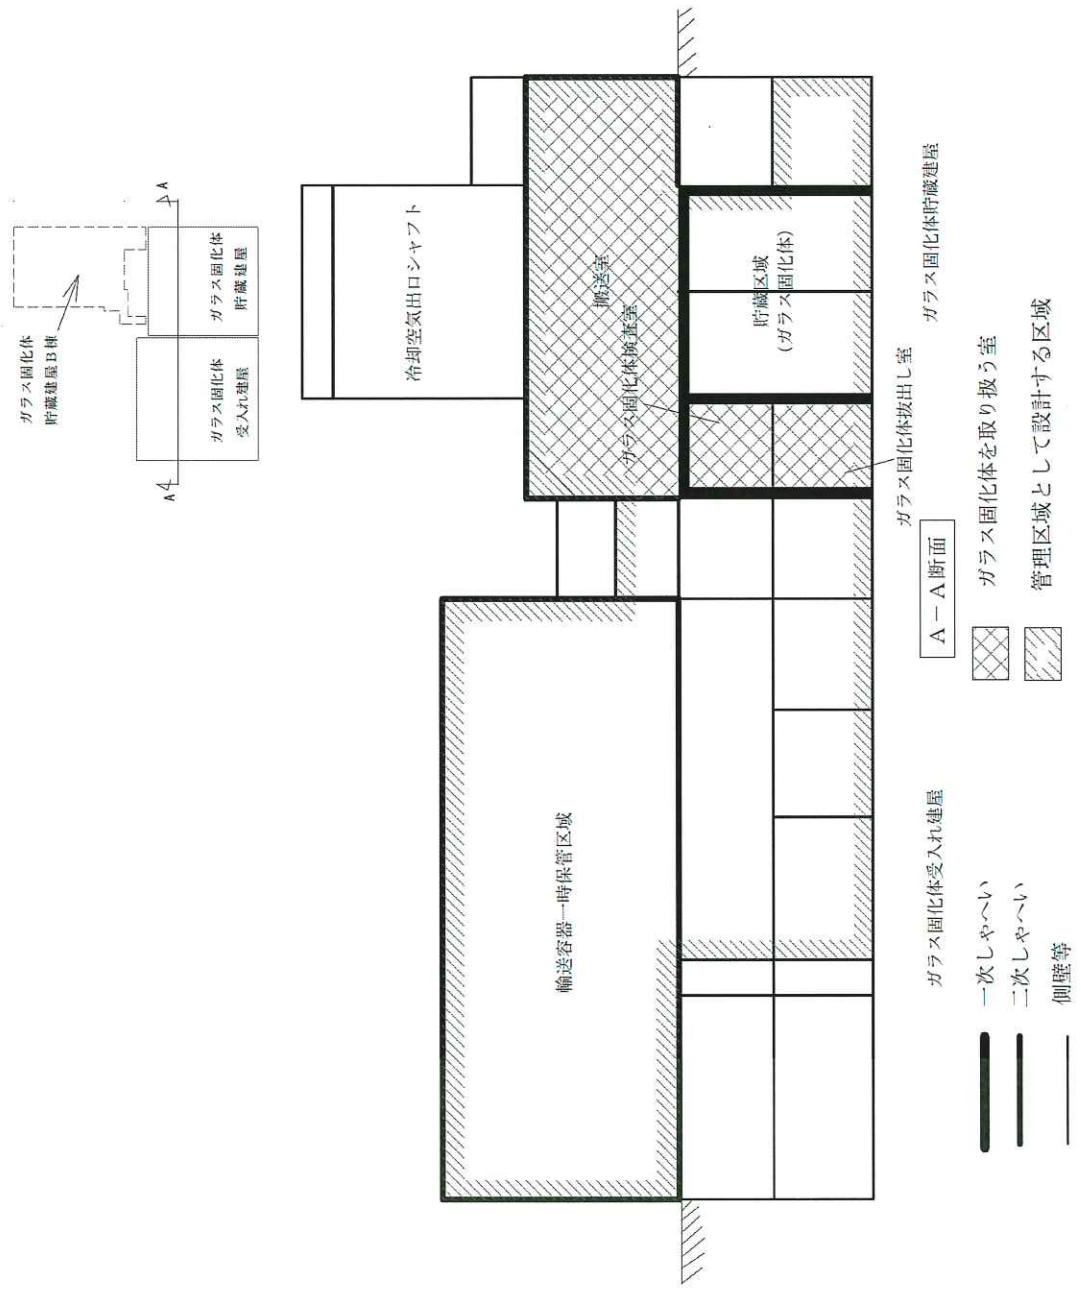 ガラス固化体
貯蔵建屋B棟
A
A
ガラス固化体
受入れ建屋
ガラス固化体
貯蔵建屋
冷却空気出口シャフト
搬送室
ガラス固化体検査室
貯蔵区域
(ガラス固化体)
輸送容器一時保管区域
ガラス固化体抜出し室
ガラス固化体受入れ建屋
ガラス固化体貯蔵建屋
A－A断面
一次しゃへい
二次しゃへい
側壁等
ガラス固化体を取り扱う室
管理区域として設計する区域